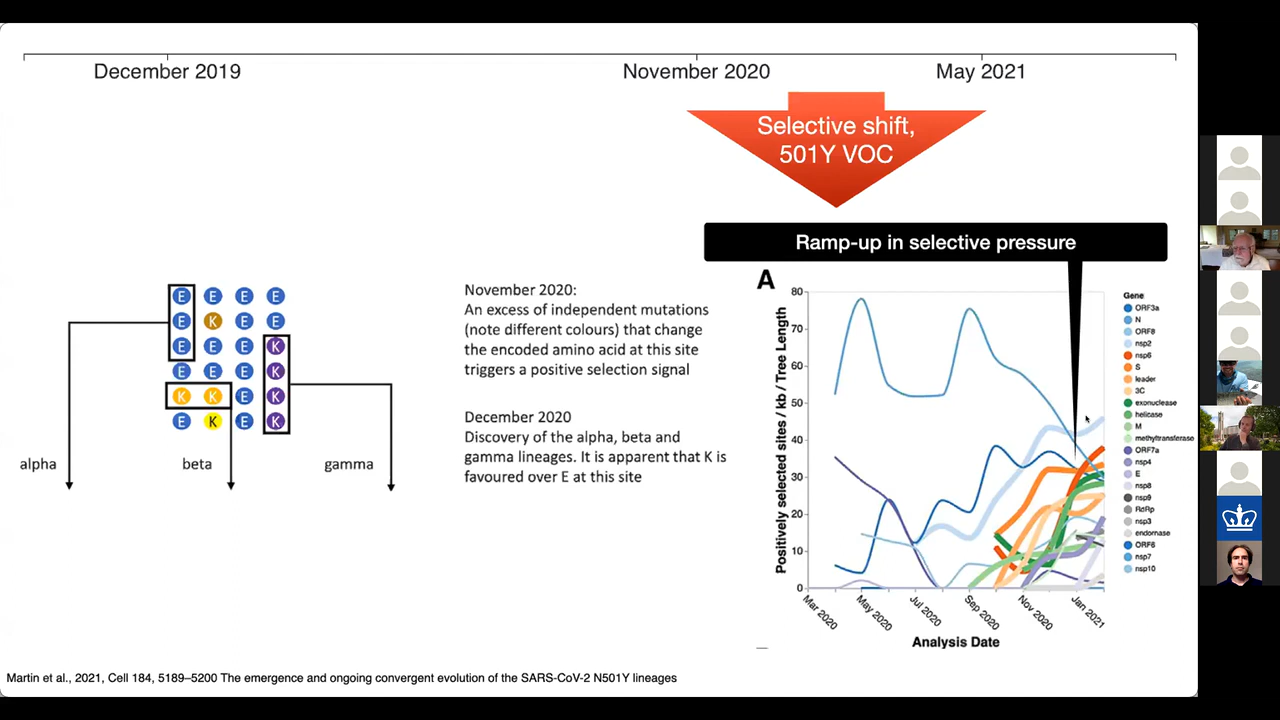 December 2019
November 2020
May 2021
Selective shift,
501Y VOC
Ramp-up in selective pressure
E E E E
E K E E
E E E K
E E E K
K K E K
E K E K
alpha
beta
gamma
November 2020:
An excess of independent mutations
(note different colours) that change
the encoded amino acid at this site
triggers a positive selection signal
December 2020
Discovery of the alpha, beta and
gamma lineages. It is apparent that K is
favoured over E at this site
A
Positively selected sites / kb / Tree Length
80
70
60
50
40
30
20
10
0
Mar 2020
May 2020
Jul 2020
Sep 2020
Nov 2020
Jan 2021
Analysis Date
Gene
ORF3a
N
ORF8
nsp2
nsp6
S
leader
3C
exonuclease
helicase
M
methyltransferase
ORF7a
nsp4
E
nsp8
nsp9
RdRp
nsp3
endornase
ORF6
nsp7
nsp10
Martin et al., 2021, Cell 184, 5189–5200 The emergence and ongoing convergent evolution of the SARS-CoV-2 N501Y lineages